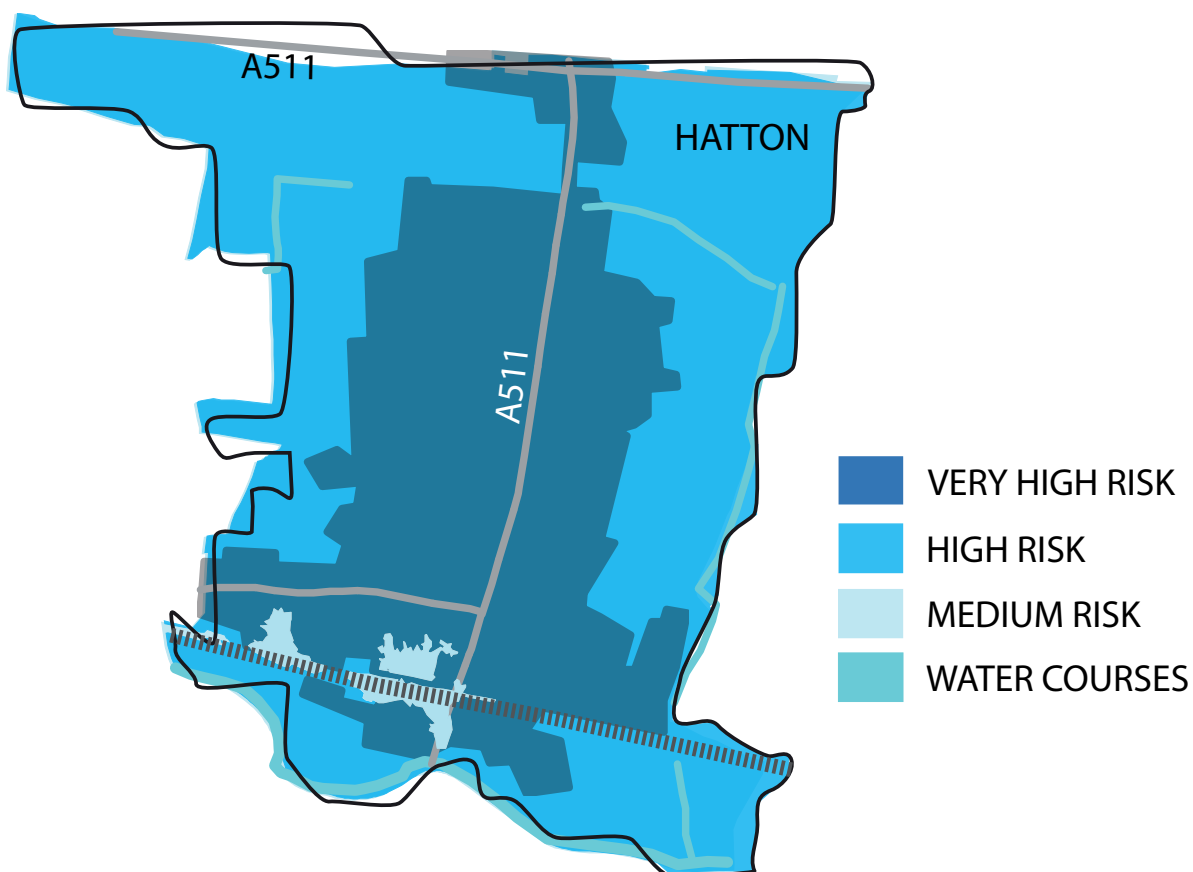 A511
HATTON
A511
VERY HIGH RISK
HIGH RISK
MEDIUM RISK
WATER COURSES